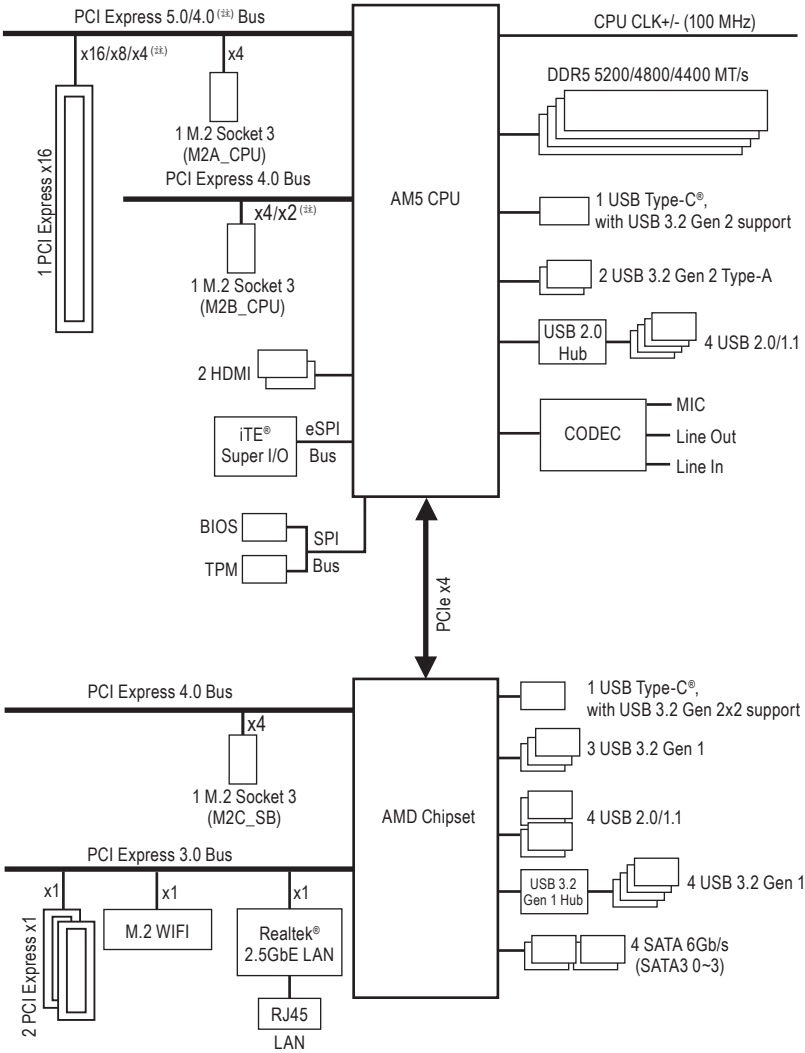 PCI Express 5.0/4.0 (註) Bus
x16/x8/x4 (註)
x4
1 PCI Express x16
1 M.2 Socket 3
(M2A_CPU)
PCI Express 4.0 Bus
x4/x2 (註)
1 M.2 Socket 3
(M2B_CPU)
2 HDMI
iTE®
Super I/O
eSPI
Bus
BIOS
TPM
SPI
Bus
AM5 CPU
CPU CLK+/- (100 MHz)
DDR5 5200/4800/4400 MT/s
1 USB Type-C®,
with USB 3.2 Gen 2 support
2 USB 3.2 Gen 2 Type-A
USB 2.0
Hub
4 USB 2.0/1.1
CODEC
MIC
Line Out
Line In
PCIe x4
PCI Express 4.0 Bus
x4
1 M.2 Socket 3
(M2C_SB)
PCI Express 3.0 Bus
x1
x1
x1
2 PCI Express x1
M.2 WIFI
Realtek®
2.5GbE LAN
RJ45
LAN
AMD Chipset
1 USB Type-C®,
with USB 3.2 Gen 2x2 support
3 USB 3.2 Gen 1
4 USB 2.0/1.1
USB 3.2
Gen 1 Hub
4 USB 3.2 Gen 1
4 SATA 6Gb/s
(SATA3 0~3)